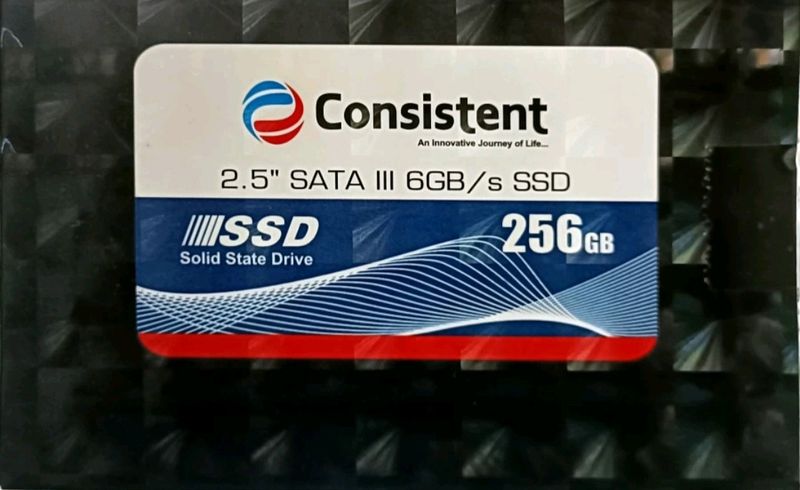 Consistent
An Innovative Journey of Life...
2.5" SATA III 6GB/s SSD
SSD
256GB
Solid State Drive